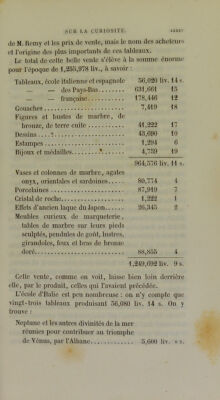 SUR LA CURIOSITÉ.
de M. Remy et les prix de vente, mais le nom des acheteurs
et l'origine des plus importants de ces tableaux.
Le total de cette belle vente s'élève à la somme énorme
pour l'époque de 1,255,978 liv., à savoir :
Tableaux, école italienne et espagnole 56,020 liv. 14 s.
— — des Pays-Bas....... 631,661 15
— — française........... 178,446 12
Gouaches...................... 7,419 18
Figures et bustes de marbre, de
bronze, de terre cuite .......... 41,222 17
Dessins ....?.................. 43,690 10
Estampes...................... 1,294 6
Bijoux et médailles............. 4,759 19
964,576 liv. 11 s.
Vases et colonnes de marbre, agates
onyx, orientales et sardoines..... 80,774 4
Porcelaines.................... 87,919 7
Cristal de roche................ 1,222 1
Effets d'ancien laque du Japon..... 26,345 2
Meubles curieux de marqueterie,
tables de marbre sur leurs pieds
sculptés, pendules de goût, lustres,
girandoles, feux et bras de bronze
doré......................... 88,855 4
1,249,692 liv. 9 s.
Celle vente, comme on voit, laisse bien loin derrière
elle, par le produit, celles qui l'avaient précédée.
L'école d'Italie est peu nombreuse : on n'y compte que
vingt-trois tableaux produisant 56,080 liv. 14 s. On y
trouve :
Neptune et les autres divinités de la mer
réunies pour contribuer au triomphe
de Vénus, par l'Albane.......... 5,600 liv. » s.